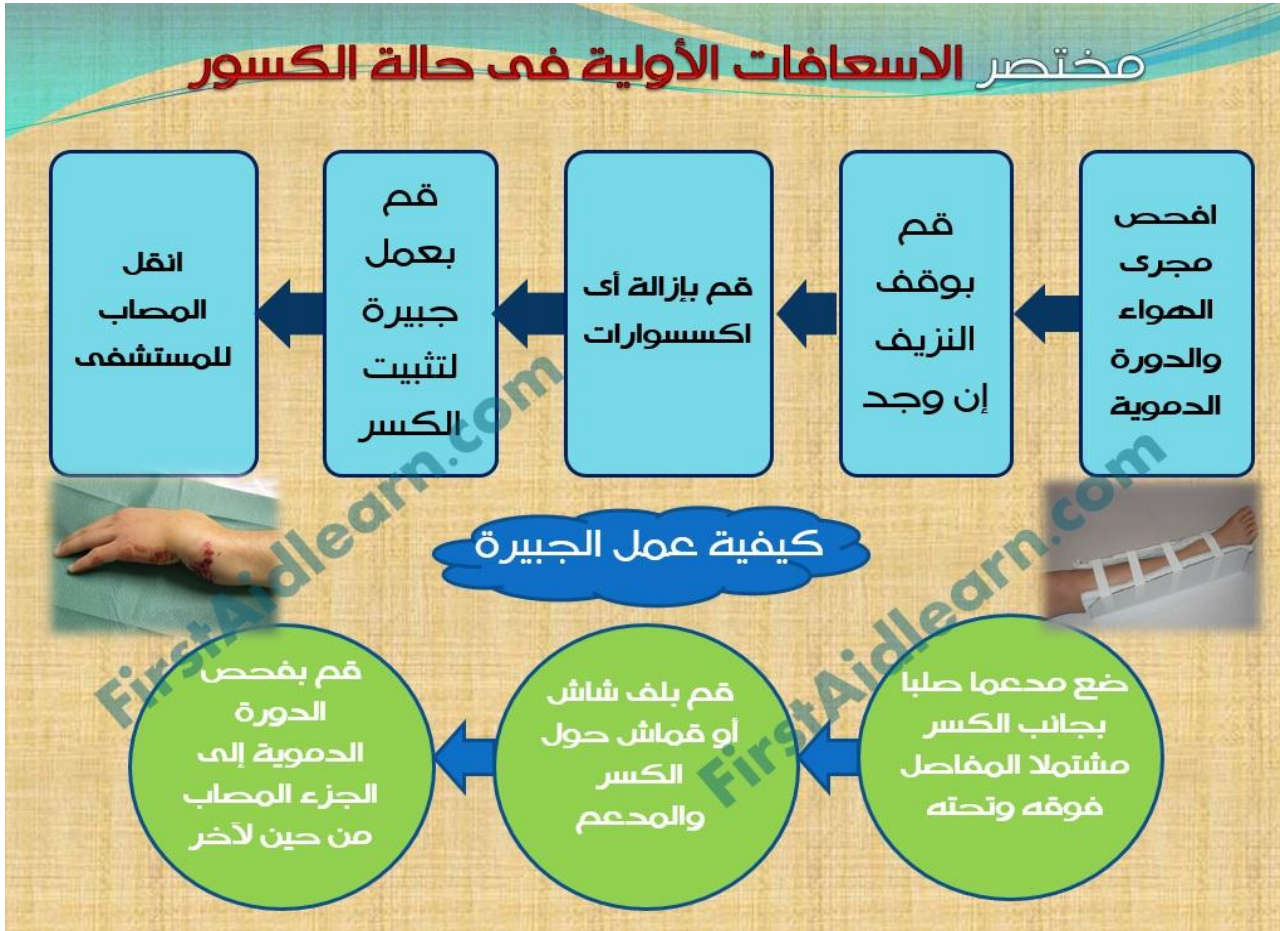 مختصر الاسعافات الأولية فى حالة الكسور
افحص
مجرى
الهواء
والدورة
الدموية
قم
بوقف
النزيف
إن وجد
قم بإزالة أى
اكسسوارات
قم
بعمل
جبيرة
لتثبيت
الكسر
انقل
المصاب
للمستشفى
كيفية عمل الجبيرة
ضع مدعما صلبا
بجانب الكسر
مشتملا المفاصل
فوقه وتحته
قم بلف شاش
أو قماش حول
الكسر
والمدعم
قم بفحص
الدورة
الدموية إلى
الجزء المصاب
من حين لآخر
FirstAidlearn.com
FirstAidlearn.com